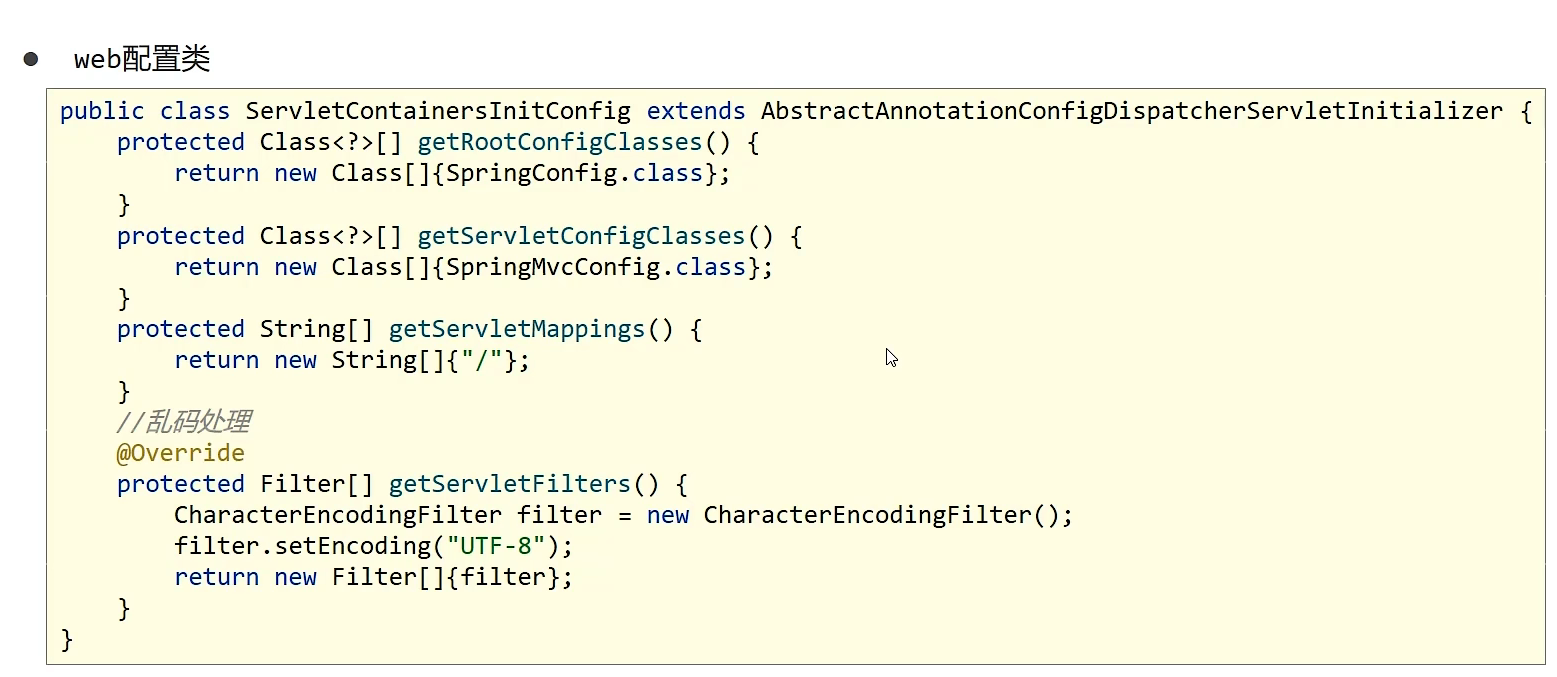 ● web配置类
public class ServletContainersInitConfig extends AbstractAnnotationConfigDispatcherServletInitializer {
    protected Class<?>[] getRootConfigClasses() {
        return new Class[]{SpringConfig.class};
    }
    protected Class<?>[] getServletConfigClasses() {
        return new Class[]{SpringMvcConfig.class};
    }
    protected String[] getServletMappings() {
        return new String[]{"/"};
    }
    //乱码处理
    @Override
    protected Filter[] getServletFilters() {
        CharacterEncodingFilter filter = new CharacterEncodingFilter();
        filter.setEncoding("UTF-8");
        return new Filter[]{filter};
    }
}